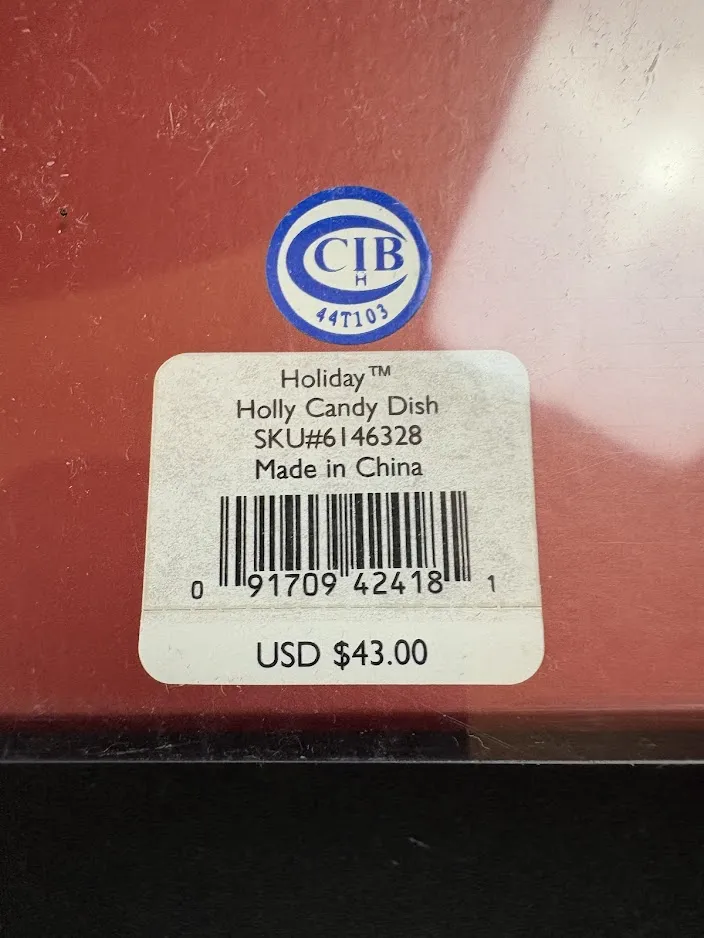 CIB
H
44T103
Holiday™
Holly Candy Dish
SKU#6146328
Made in China
0 91709 42418 1
USD $43.00